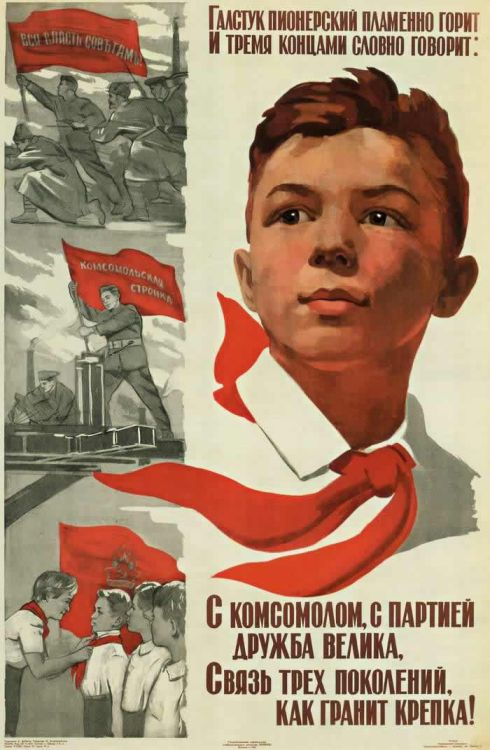 ГАЛСТУК ПИОНЕРСКИЙ ПЛАМЕННО ГОРИТ
И ТРЕМЯ КОНЦАМИ СЛОВНО ГОВОРИТ:
ВСЯ ВЛАСТЬ СОВѢТАМЪ
КОМСОМОЛЬСКАЯ
СТРОЙКА
С КОМСОМОЛОМ, С ПАРТИЕЙ
ДРУЖБА ВЕЛИКА,
СВЯЗЬ ТРЕХ ПОКОЛЕНИЙ,
КАК ГРАНИТ КРЕПКА!